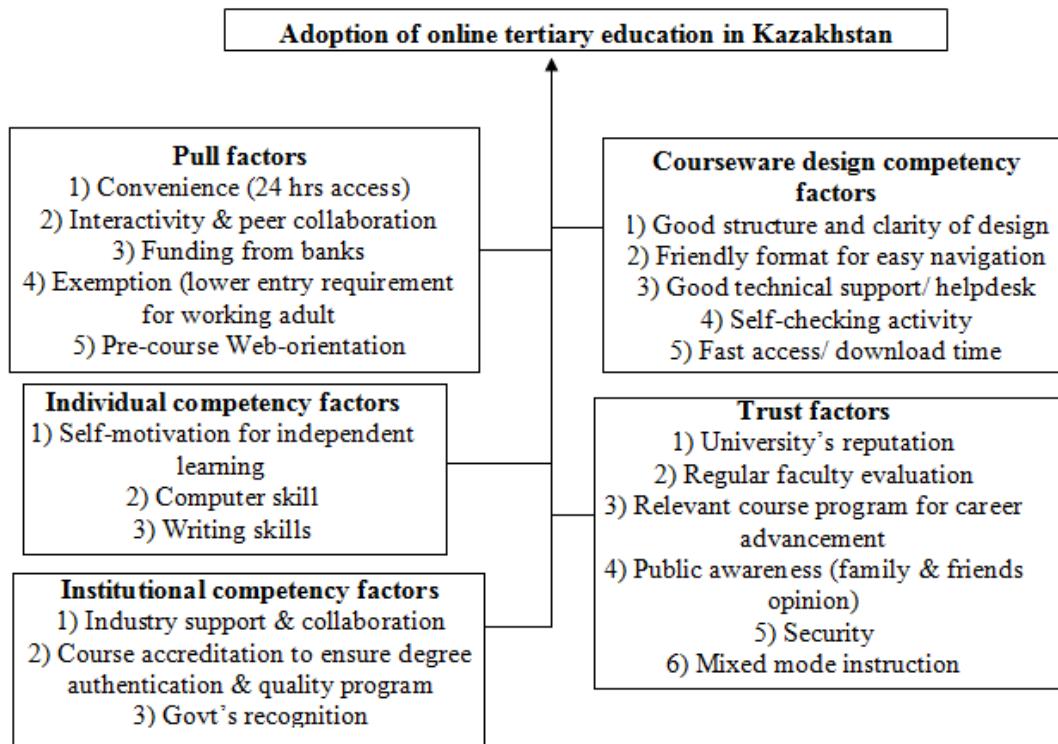 Adoption of online tertiary education in Kazakhstan
Pull factors
1) Convenience (24 hrs access)
2) Interactivity & peer collaboration
3) Funding from banks
4) Exemption (lower entry requirement
for working adult
5) Pre-course Web-orientation
Individual competency factors
1) Self-motivation for independent
learning
2) Computer skill
3) Writing skills
Institutional competency factors
1) Industry support & collaboration
2) Course accreditation to ensure degree
authentication & quality program
3) Govt’s recognition
Courseware design competency
factors
1) Good structure and clarity of design
2) Friendly format for easy navigation
3) Good technical support/ helpdesk
4) Self-checking activity
5) Fast access/ download time
Trust factors
1) University’s reputation
2) Regular faculty evaluation
3) Relevant course program for career
advancement
4) Public awareness (family & friends
opinion)
5) Security
6) Mixed mode instruction